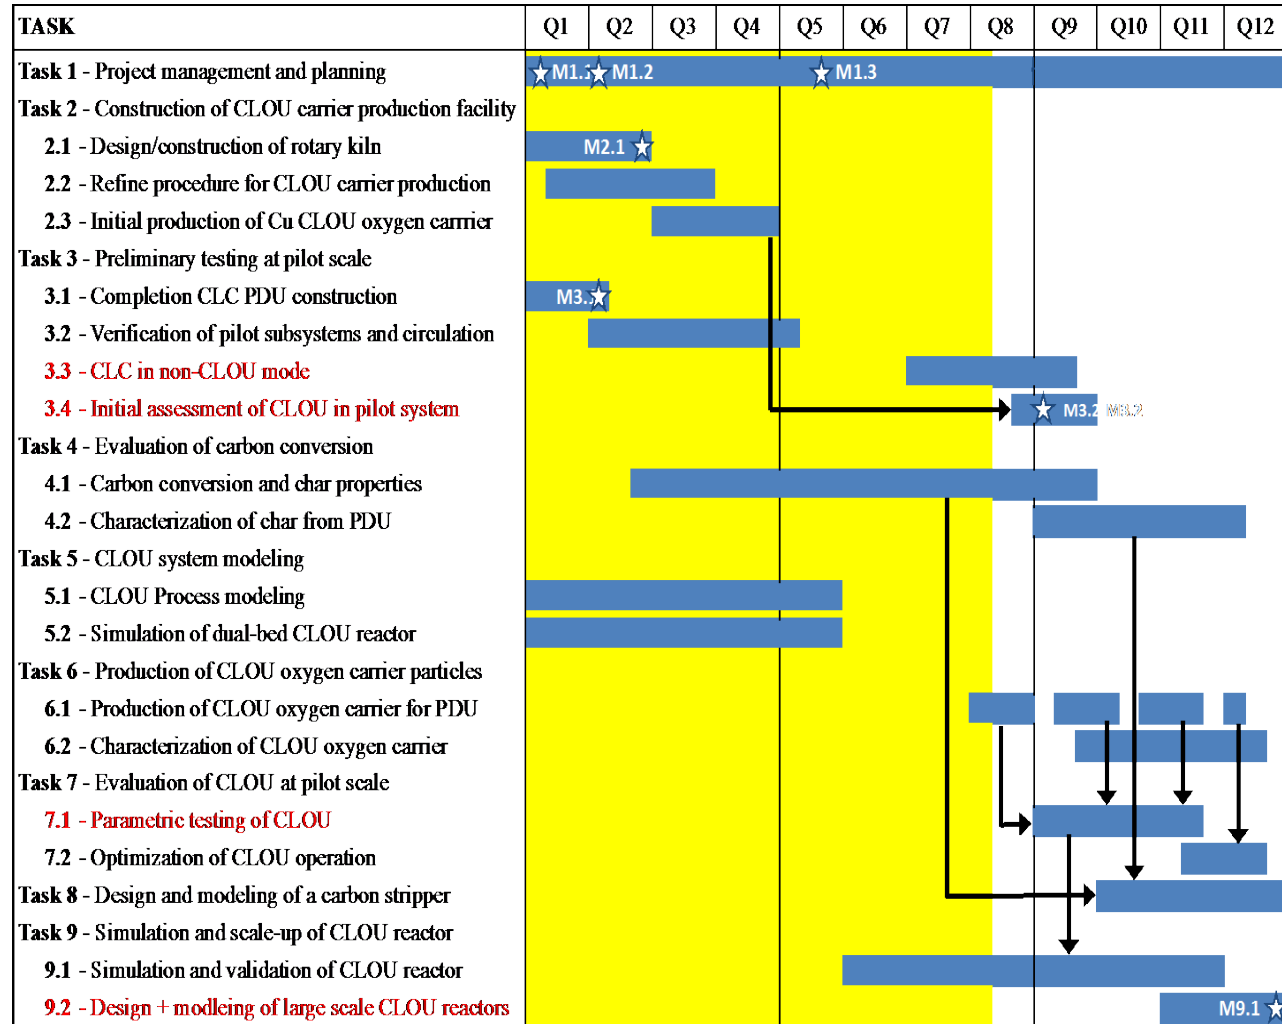 TASK Q1 Q2 Q3 Q4 Q5 Q6 Q7 Q8 Q9 Q10 Q11 Q12
Task 1 - Project management and planning M1.1 M1.2 M1.3
Task 2 - Construction of CLOU carrier production facility
2.1 - Design/construction of rotary kiln M2.1
2.2 - Refine procedure for CLOU carrier production
2.3 - Initial production of Cu CLOU oxygen carrrier
Task 3 - Preliminary testing at pilot scale
3.1 - Completion CLC PDU construction M3.
3.2 - Verification of pilot subsystems and circulation
3.3 - CLC in non-CLOU mode
3.4 - Initial assessment of CLOU in pilot system M3.2 M3.2
Task 4 - Evaluation of carbon conversion
4.1 - Carbon conversion and char properties
4.2 - Characterization of char from PDU
Task 5 - CLOU system modeling
5.1 - CLOU Process modeling
5.2 - Simulation of dual-bed CLOU reactor
Task 6 - Production of CLOU oxygen carrier particles
6.1 - Production of CLOU oxygen carrier for PDU
6.2 - Characterization of CLOU oxygen carrier
Task 7 - Evaluation of CLOU at pilot scale
7.1 - Parametric testing of CLOU
7.2 - Optimization of CLOU operation
Task 8 - Design and modeling of a carbon stripper
Task 9 - Simulation and scale-up of CLOU reactor
9.1 - Simulation and validation of CLOU reactor
9.2 - Design + modleing of large scale CLOU reactors M9.1